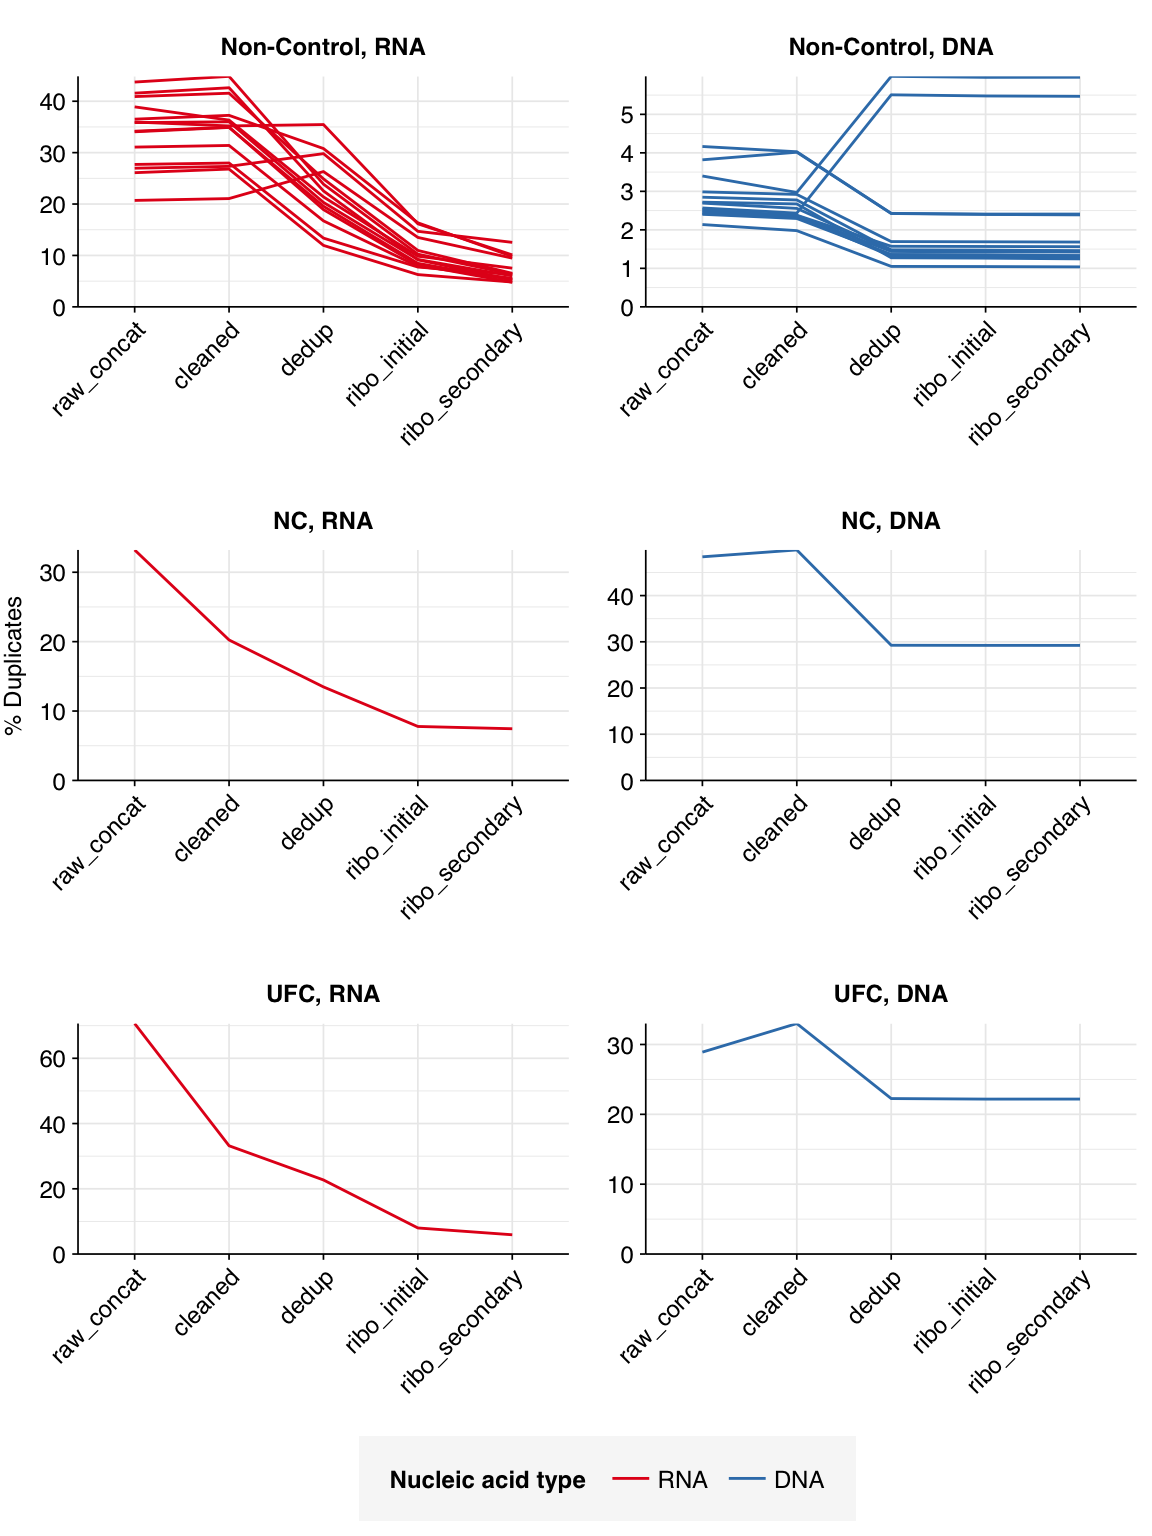 Non-Control, RNA
Non-Control, DNA
40
30
20
10
0
5
4
3
2
1
0
raw_concat
cleaned
dedup
ribo_initial
ribo_secondary
raw_concat
cleaned
dedup
ribo_initial
ribo_secondary
% Duplicates
NC, RNA
NC, DNA
30
20
10
0
40
30
20
10
0
raw_concat
cleaned
dedup
ribo_initial
ribo_secondary
raw_concat
cleaned
dedup
ribo_initial
ribo_secondary
UFC, RNA
UFC, DNA
60
40
20
0
30
20
10
0
raw_concat
cleaned
dedup
ribo_initial
ribo_secondary
raw_concat
cleaned
dedup
ribo_initial
ribo_secondary
Nucleic acid type RNA DNA